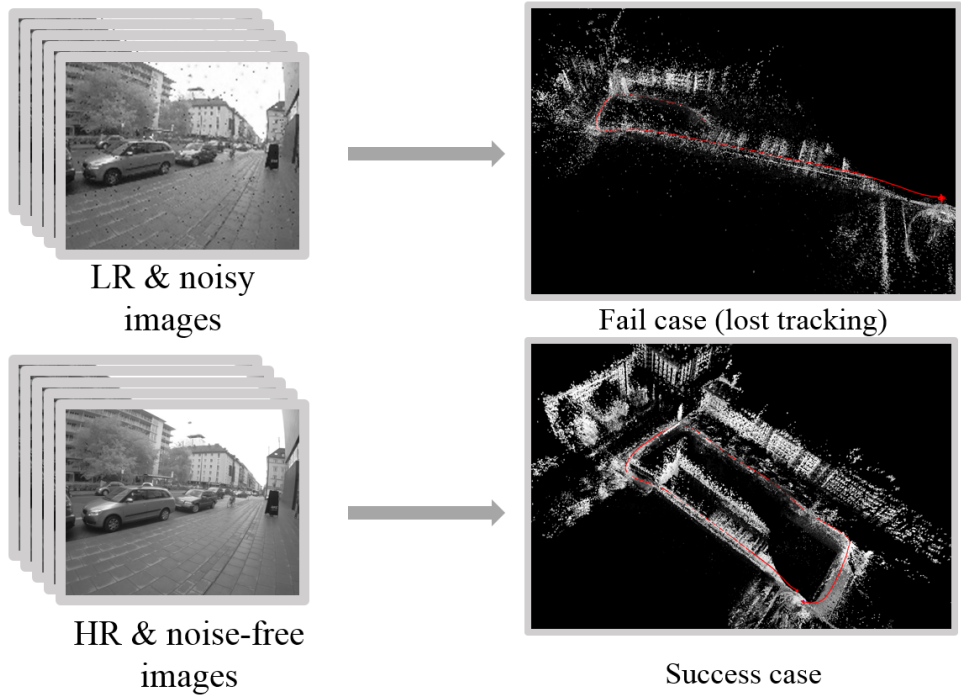 LR & noisy
images
Fail case (lost tracking)
HR & noise-free
images
Success case